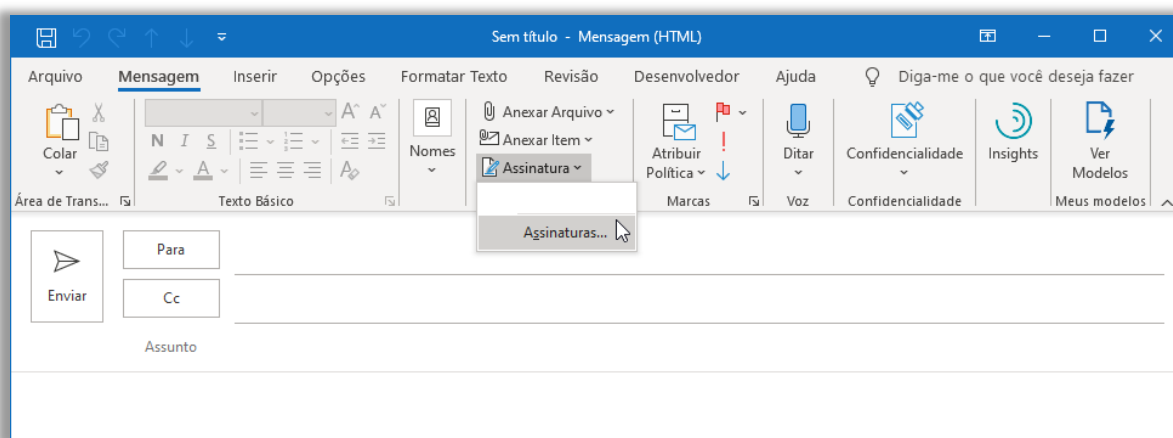 Sem título - Mensagem (HTML)
Arquivo Mensagem Inserir Opções Formatar Texto Revisão Desenvolvedor Ajuda Diga-me o que você deseja fazer
Colar
N I S
A A
Nomes
Anexar Arquivo
Anexar Item
Assinatura
Atribuir
Política
Ditar
Confidencialidade
Insights
Ver
Modelos
Área de Trans... Texto Básico Marcas Voz Confidencialidade Meus modelos
Assinaturas...
Enviar
Para
Cc
Assunto